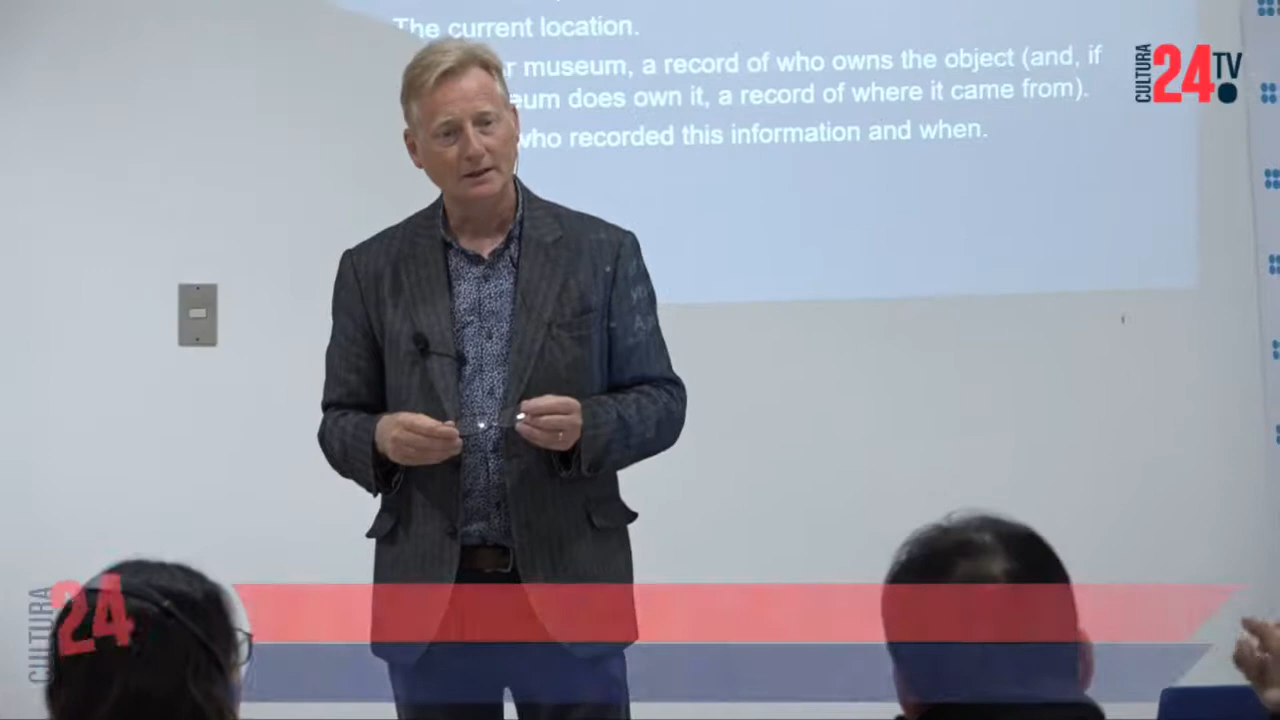 The current location.
museum, a record of who owns the object (and, if
does own it, a record of where it came from).
who recorded this information and when.
CULTURA
24TV
CULTURA
24